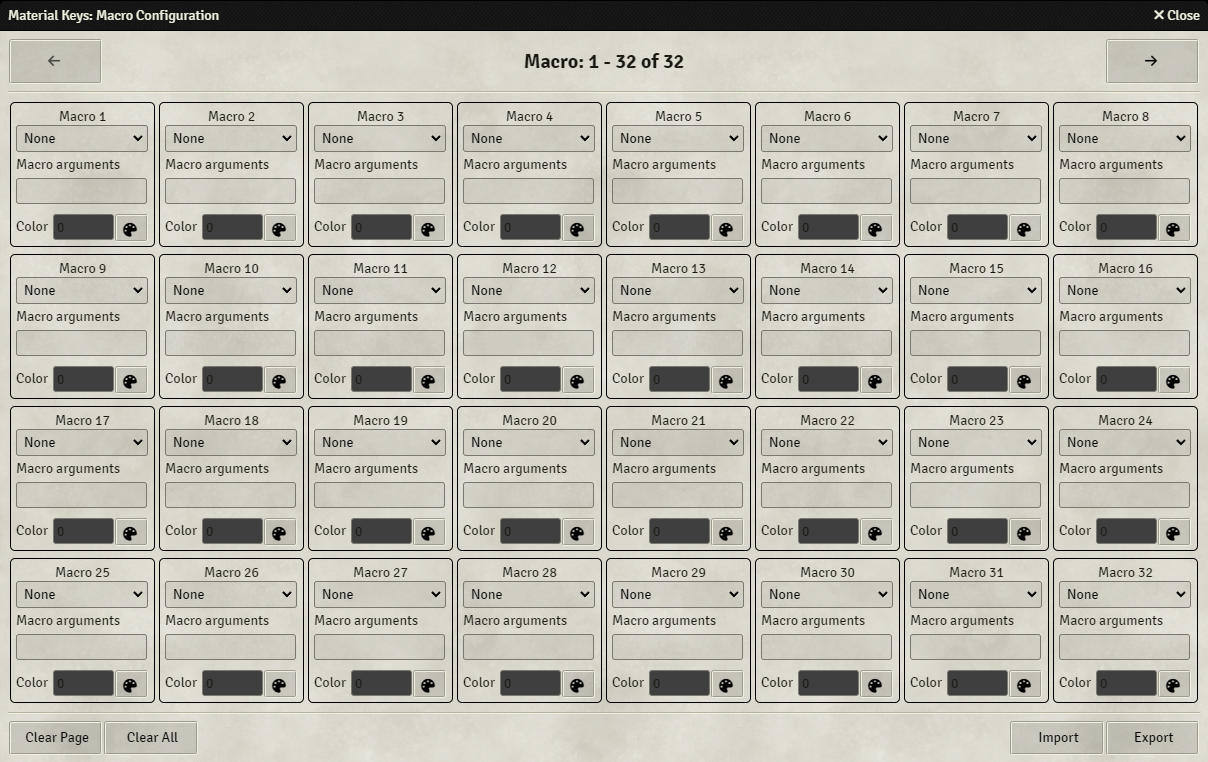 Material Keys: Macro Configuration ✕ Close
← Macro: 1 - 32 of 32 →
Macro 1 Macro 2 Macro 3 Macro 4 Macro 5 Macro 6 Macro 7 Macro 8
None None None None None None None None
Macro arguments Macro arguments Macro arguments Macro arguments Macro arguments Macro arguments Macro arguments Macro arguments
Color 0 Color 0 Color 0 Color 0 Color 0 Color 0 Color 0 Color 0
Macro 9 Macro 10 Macro 11 Macro 12 Macro 13 Macro 14 Macro 15 Macro 16
None None None None None None None None
Macro arguments Macro arguments Macro arguments Macro arguments Macro arguments Macro arguments Macro arguments Macro arguments
Color 0 Color 0 Color 0 Color 0 Color 0 Color 0 Color 0 Color 0
Macro 17 Macro 18 Macro 19 Macro 20 Macro 21 Macro 22 Macro 23 Macro 24
None None None None None None None None
Macro arguments Macro arguments Macro arguments Macro arguments Macro arguments Macro arguments Macro arguments Macro arguments
Color 0 Color 0 Color 0 Color 0 Color 0 Color 0 Color 0 Color 0
Macro 25 Macro 26 Macro 27 Macro 28 Macro 29 Macro 30 Macro 31 Macro 32
None None None None None None None None
Macro arguments Macro arguments Macro arguments Macro arguments Macro arguments Macro arguments Macro arguments Macro arguments
Color 0 Color 0 Color 0 Color 0 Color 0 Color 0 Color 0 Color 0
Clear Page Clear All Import Export